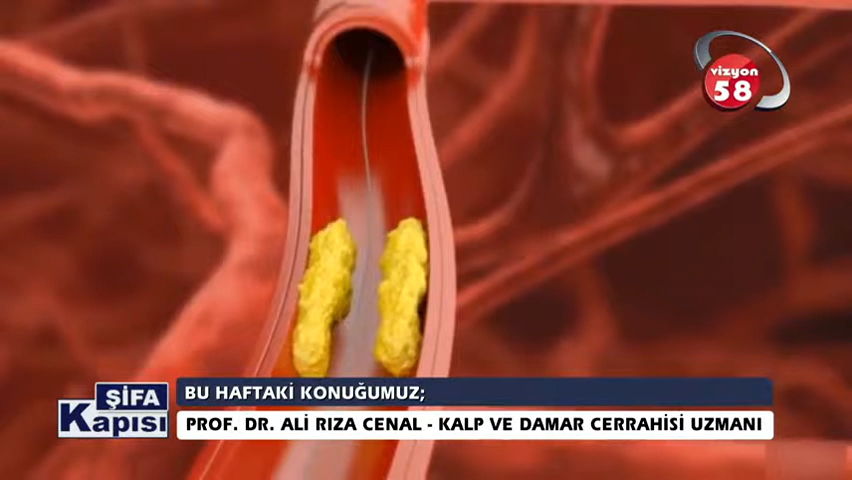 vizyon
58
ŞİFA
Kapısı
BU HAFTAKİ KONUĞUMUZ;
PROF. DR. ALİ RIZA CENAL - KALP VE DAMAR CERRAHİSİ UZMANI